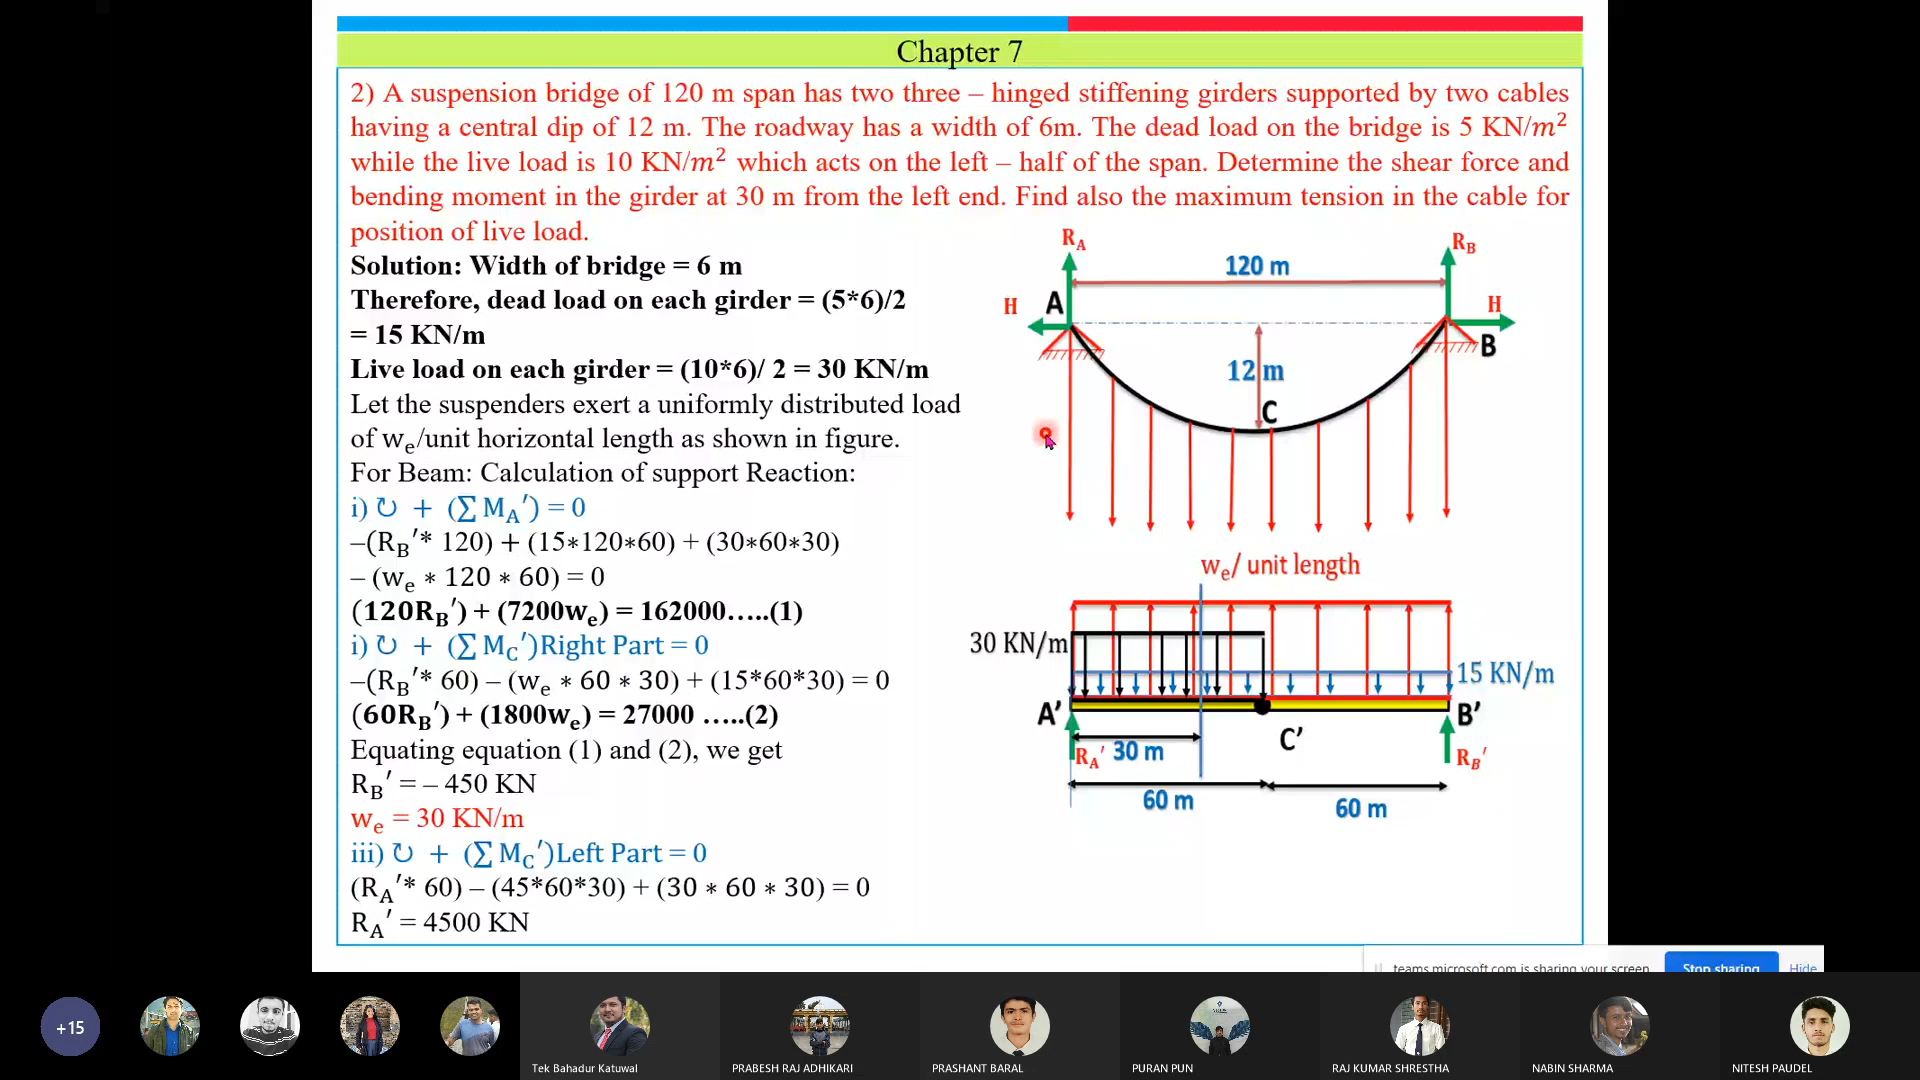 Chapter 7
2) A suspension bridge of 120 m span has two three – hinged stiffening girders supported by two cables
having a central dip of 12 m. The roadway has a width of 6m. The dead load on the bridge is 5 KN/m²
while the live load is 10 KN/m² which acts on the left – half of the span. Determine the shear force and
bending moment in the girder at 30 m from the left end. Find also the maximum tension in the cable for
position of live load.
Solution: Width of bridge = 6 m
Therefore, dead load on each girder = (5*6)/2
= 15 KN/m
Live load on each girder = (10*6)/ 2 = 30 KN/m
Let the suspenders exert a uniformly distributed load
of wₑ/unit horizontal length as shown in figure.
For Beam: Calculation of support Reaction:
i) ↻ + (∑ M_A′) = 0
–(R_B′* 120) + (15*120*60) + (30*60*30)
– (wₑ * 120 * 60) = 0
(120R_B′) + (7200wₑ) = 162000…..(1)
i) ↻ + (∑ M_C′)Right Part = 0
–(R_B′* 60) – (wₑ * 60 * 30) + (15*60*30) = 0
(60R_B′) + (1800wₑ) = 27000 …..(2)
Equating equation (1) and (2), we get
R_B′ = – 450 KN
wₑ = 30 KN/m
iii) ↻ + (∑ M_C′)Left Part = 0
(R_A′* 60) – (45*60*30) + (30 * 60 * 30) = 0
R_A′ = 4500 KN
R_A
R_B
120 m
H
A
H
B
12 m
C
wₑ/ unit length
30 KN/m
15 KN/m
A'
B'
C'
R_A′
30 m
R_B′
60 m
60 m
teams.microsoft.com is sharing your screen.
Stop sharing
Hide
+15
Tek Bahadur Katuwal
PRABESH RAJ ADHIKARI
PRASHANT BARAL
PURAN PUN
RAJ KUMAR SHRESTHA
NABIN SHARMA
NITESH PAUDEL